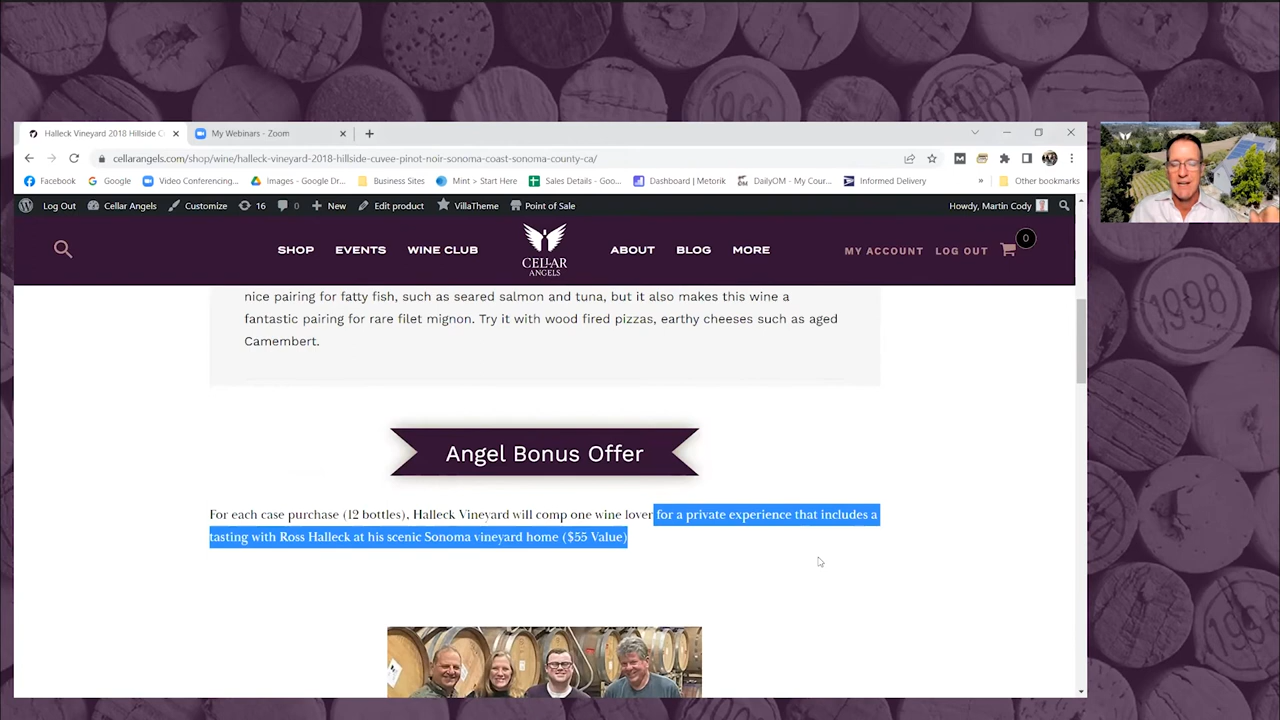 Halleck Vineyard 2018 Hillside C
My Webinars - Zoom
cellarangels.com/shop/wine/halleck-vineyard-2018-hillside-cuvee-pinot-noir-sonoma-coast-sonoma-county-ca/
Facebook Google Video Conferencing... Images - Google Dr... Business Sites Mint > Start Here Sales Details - Goo... Dashboard | Metorik DailyOM - My Cour... Informed Delivery » Other bookmarks
Log Out Cellar Angels Customize 16 0 New Edit product VillaTheme Point of Sale Howdy, Martin Cody
SHOP EVENTS WINE CLUB CELLAR ANGELS ABOUT BLOG MORE MY ACCOUNT LOG OUT 0
nice pairing for fatty fish, such as seared salmon and tuna, but it also makes this wine a
fantastic pairing for rare filet mignon. Try it with wood fired pizzas, earthy cheeses such as aged
Camembert.
Angel Bonus Offer
For each case purchase (12 bottles), Halleck Vineyard will comp one wine lover for a private experience that includes a
tasting with Ross Halleck at his scenic Sonoma vineyard home ($55 Value)
1998